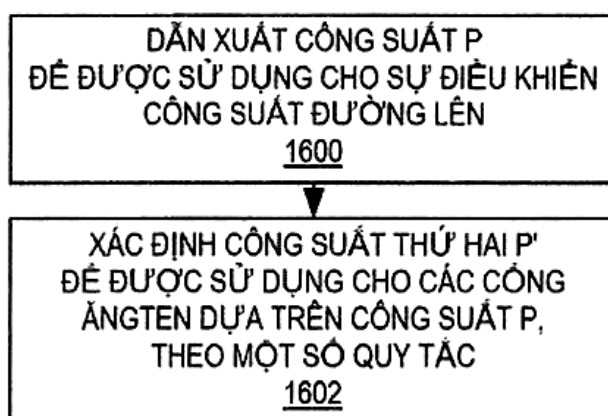 DẪN XUẤT CÔNG SUẤT P
ĐỂ ĐƯỢC SỬ DỤNG CHO SỰ ĐIỀU KHIỂN
CÔNG SUẤT ĐƯỜNG LÊN
1600
XÁC ĐỊNH CÔNG SUẤT THỨ HAI P'
ĐỂ ĐƯỢC SỬ DỤNG CHO CÁC CỔNG
ĂNGTEN DỰA TRÊN CÔNG SUẤT P,
THEO MỘT SỐ QUY TẮC
1602